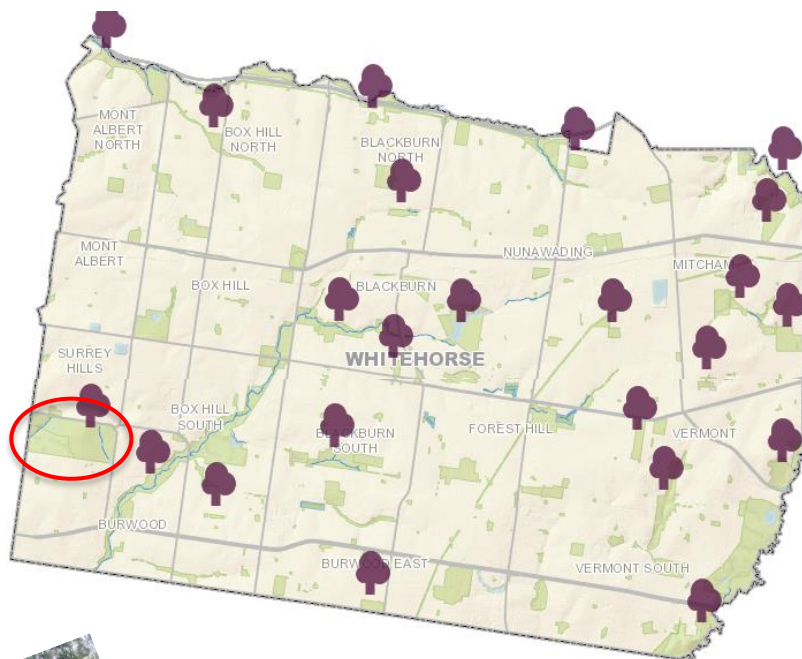 MONT
ALBERT
NORTH
BOX HILL
NORTH
BLACKBURN
NORTH
MONT
ALBERT
NUNAWADING
MITCHAM
BOX HILL
BLACKBURN
SURREY
HILLS
WHITEHORSE
BOX HILL
SOUTH
BLACKBURN
SOUTH
FOREST HILL
VERMONT
BURWOOD
BURWOOD EAST
VERMONT SOUTH